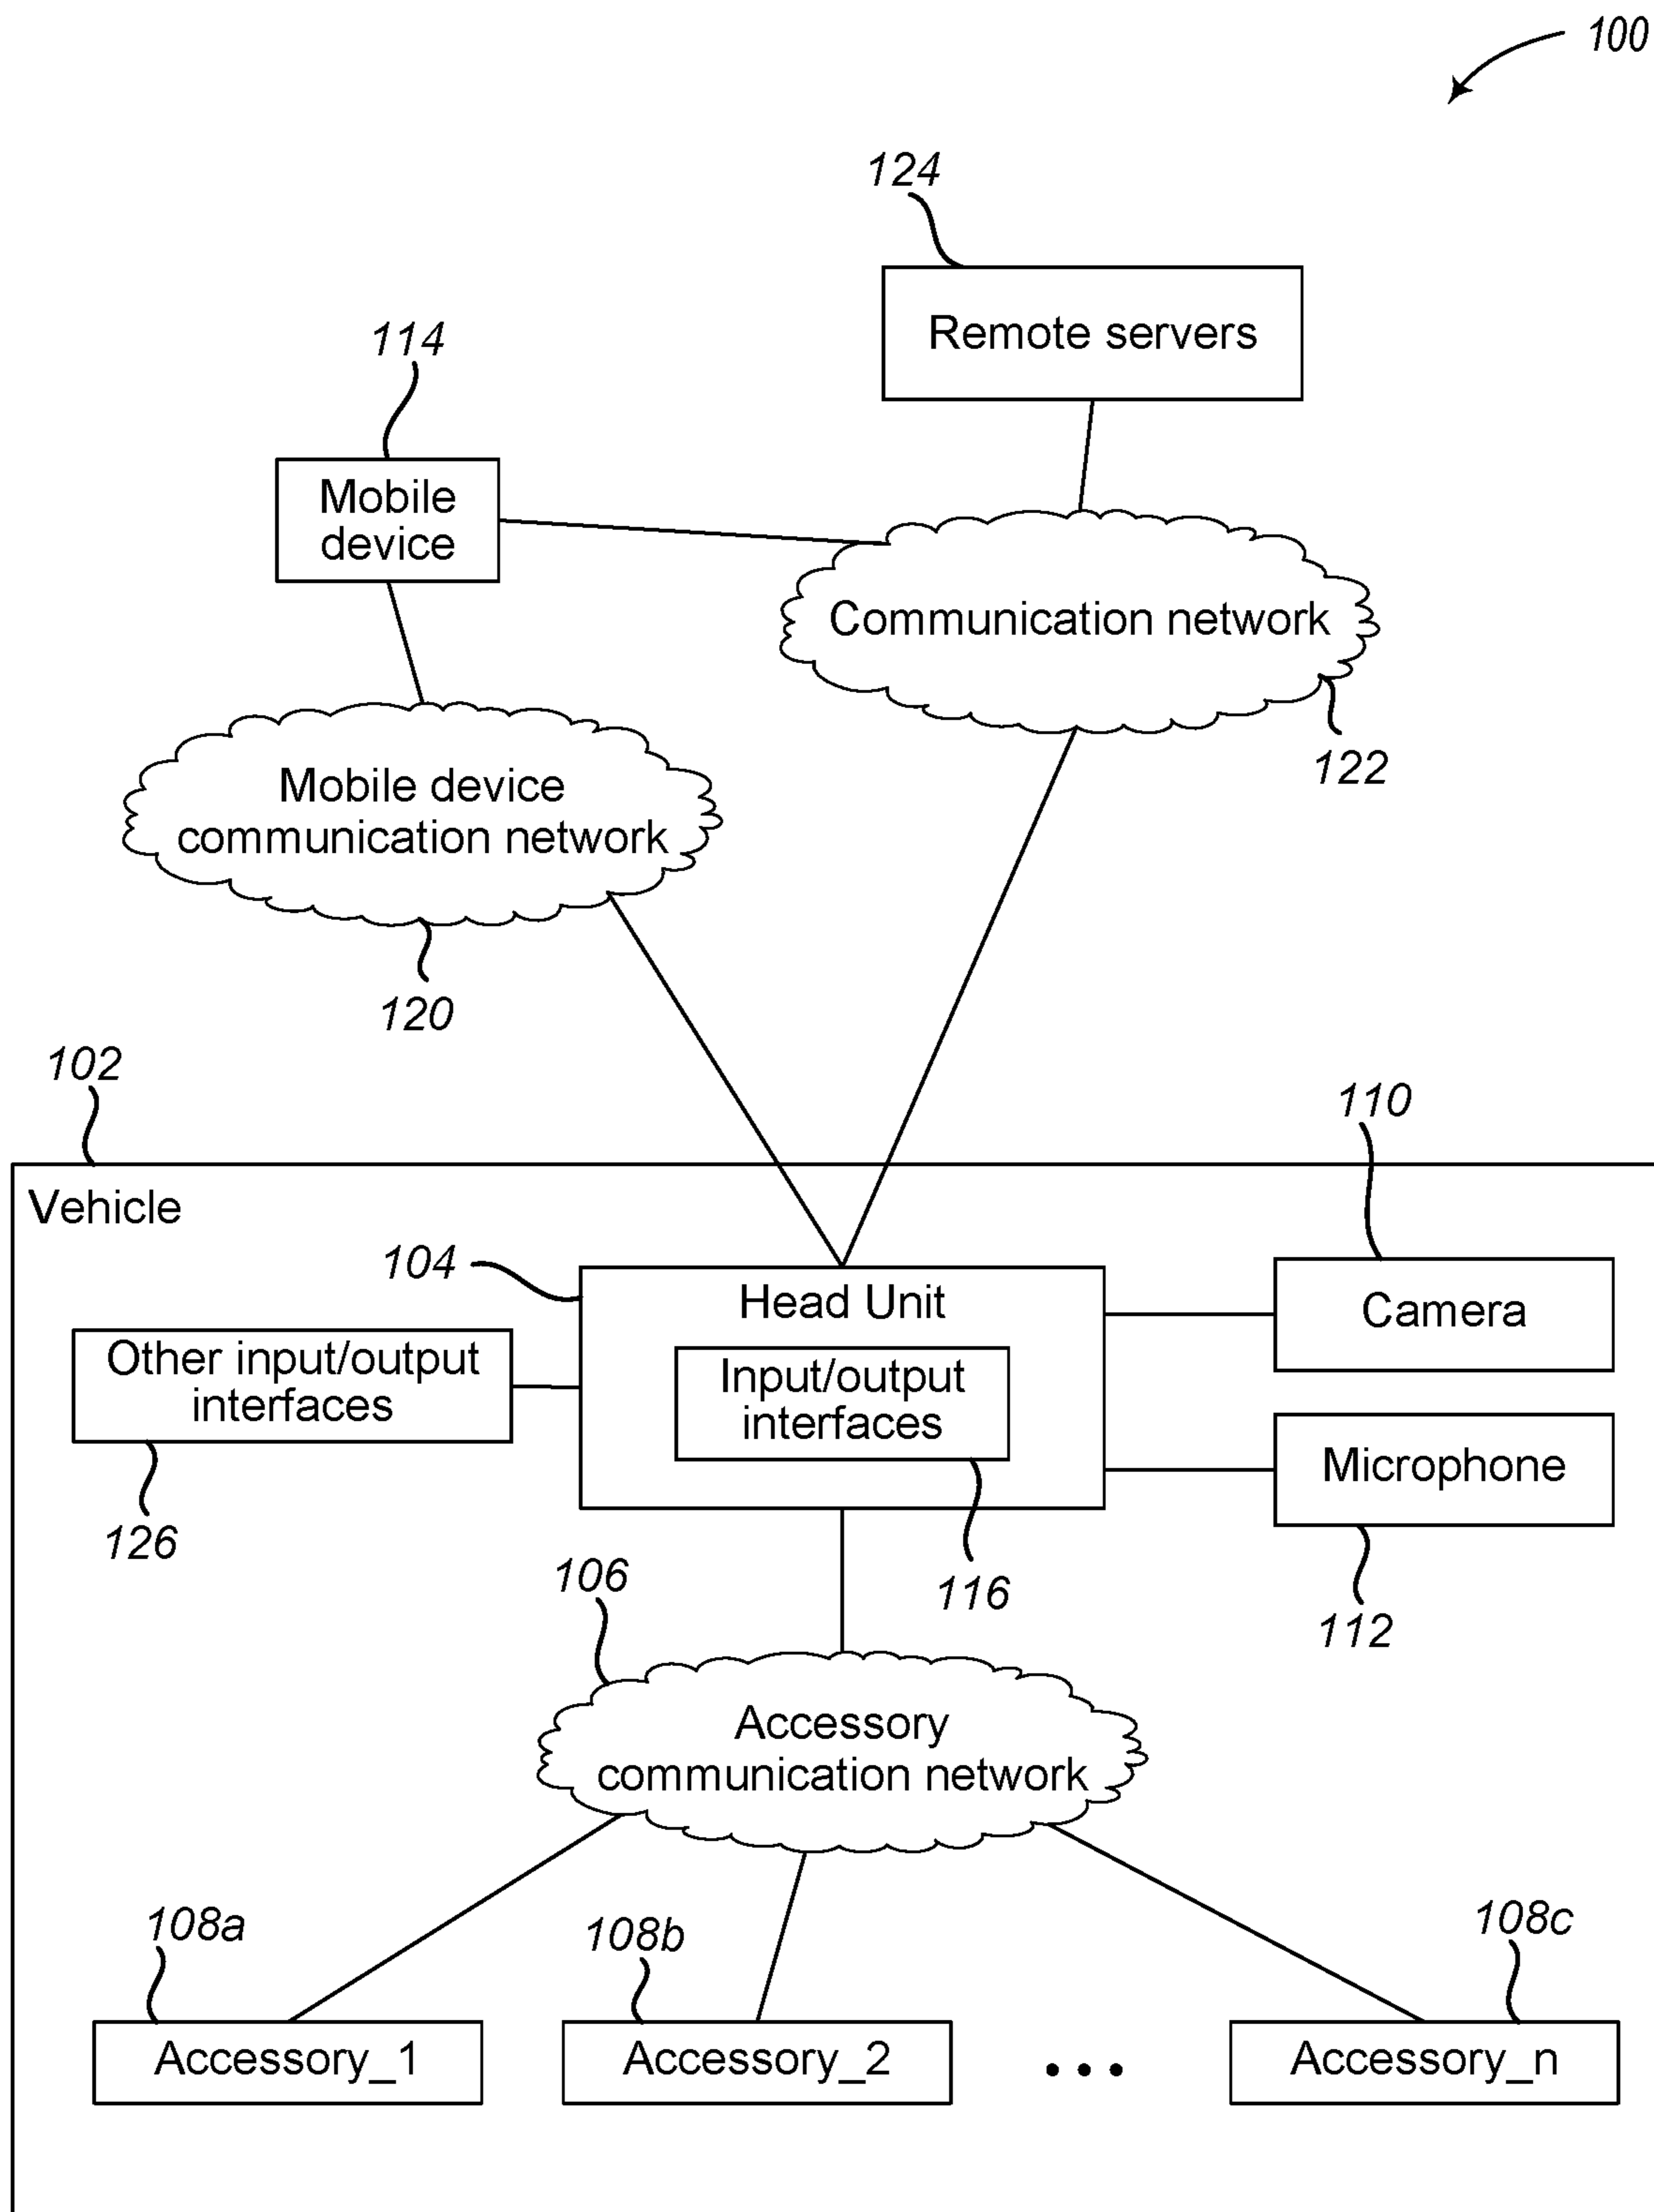 100
124
Remote servers
114
Mobile
device
Communication network
122
Mobile device
communication network
120
102
110
Vehicle
104
Head Unit
Camera
Other input/output
interfaces
Input/output
interfaces
Microphone
126
116
112
106
Accessory
communication network
108a
108b
108c
Accessory_1
Accessory_2
•••
Accessory_n